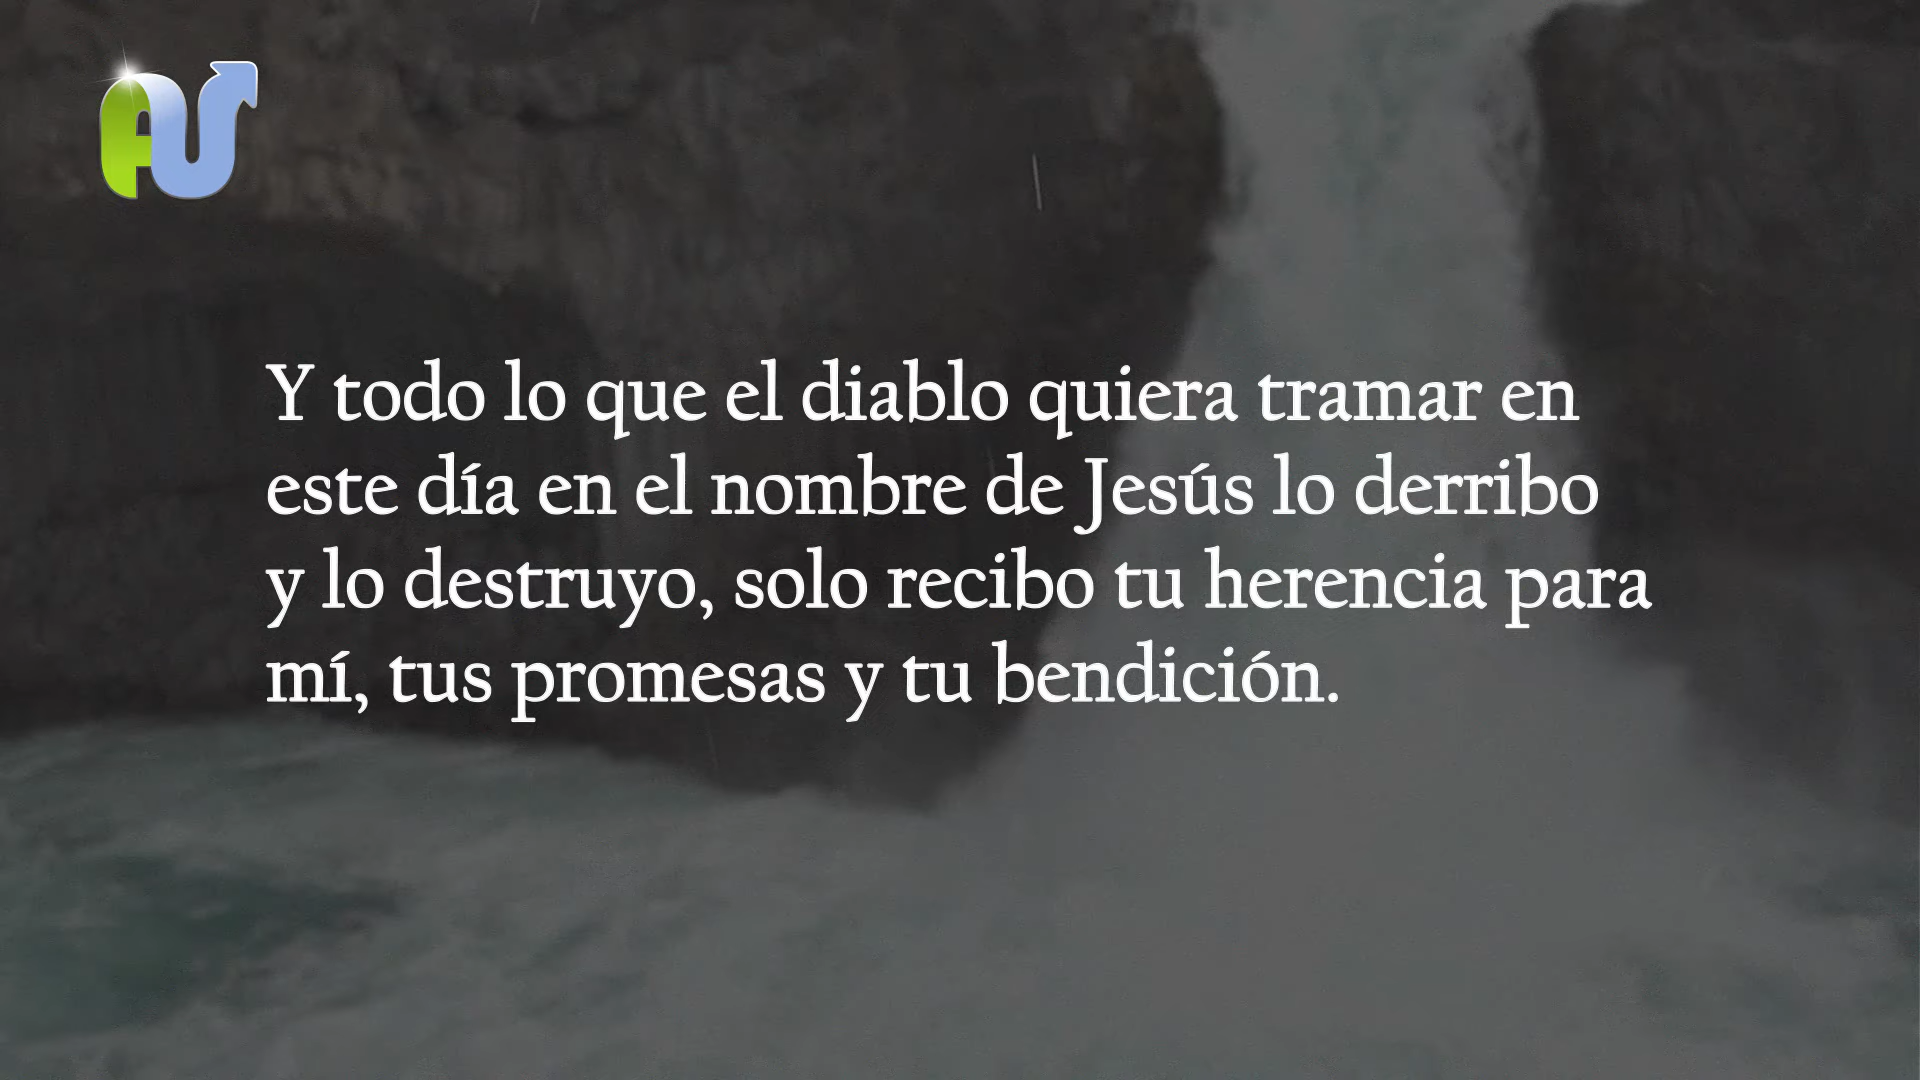 Y todo lo que el diablo quiera tramar en
este día en el nombre de Jesús lo derribo
y lo destruyo, solo recibo tu herencia para
mí, tus promesas y tu bendición.